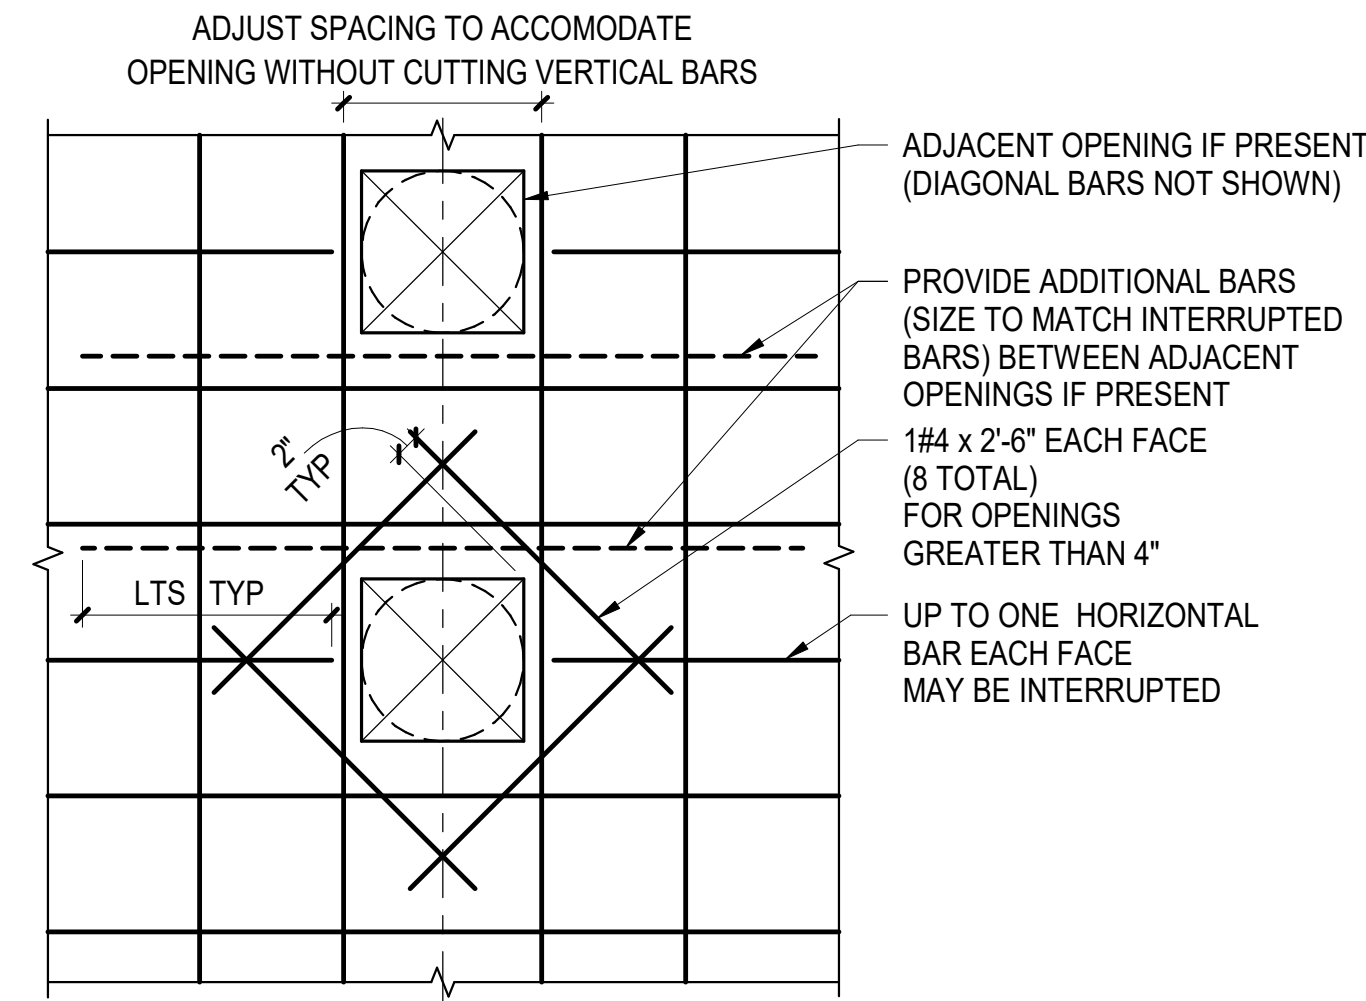 ADJUST SPACING TO ACCOMODATE
OPENING WITHOUT CUTTING VERTICAL BARS
ADJACENT OPENING IF PRESENT
(DIAGONAL BARS NOT SHOWN)
PROVIDE ADDITIONAL BARS
(SIZE TO MATCH INTERRUPTED
BARS) BETWEEN ADJACENT
OPENINGS IF PRESENT
1#4 x 2'-6" EACH FACE
(8 TOTAL)
FOR OPENINGS
GREATER THAN 4"
2"
TYP
LTS TYP
UP TO ONE HORIZONTAL
BAR EACH FACE
MAY BE INTERRUPTED